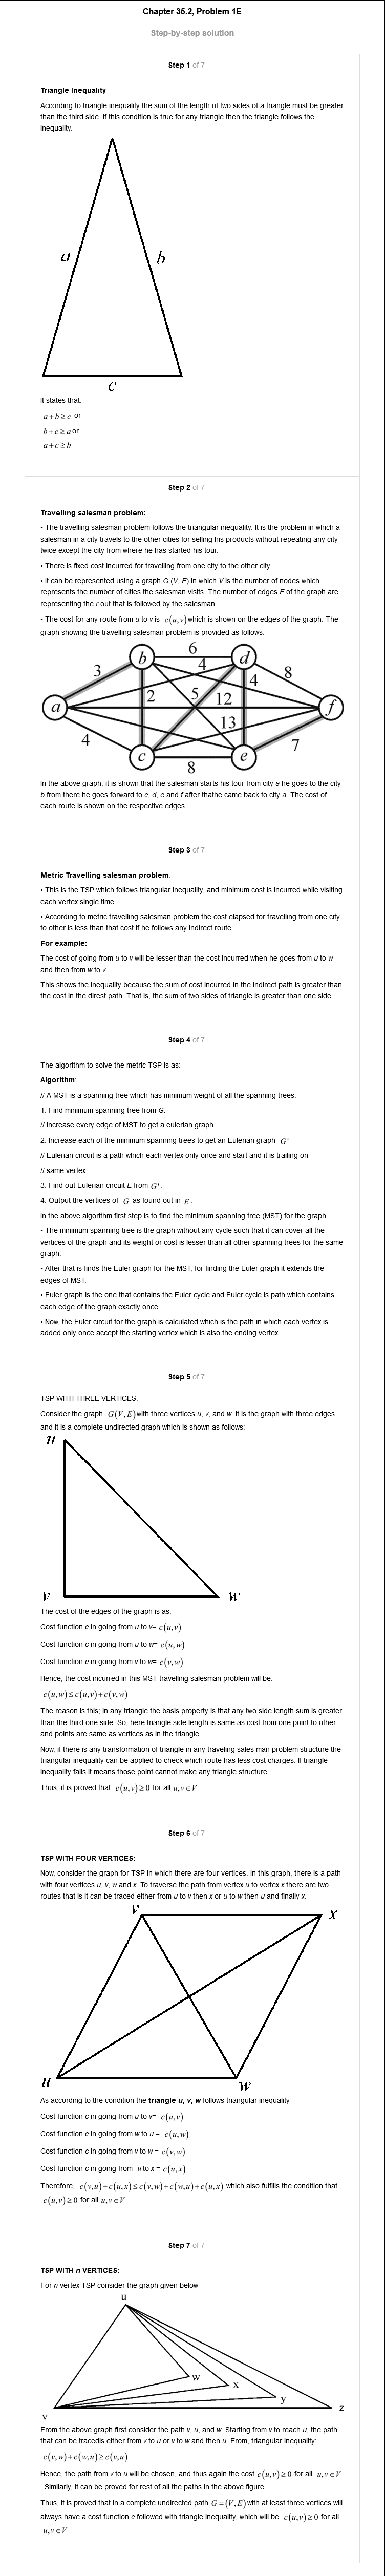 Chapter 35.2, Problem 1E
Step-by-step solution
Step 1 of 7
Triangle Inequality
According to triangle inequality the sum of the length of two sides of a triangle must be greater
than the third side. If this condition is true for any triangle then the triangle follows the
inequality.
a
b
c
It states that:
a+b≥c or
b+c≥a or
a+c≥b
Step 2 of 7
Travelling salesman problem:
• The travelling salesman problem follows the triangular inequality. It is the problem in which a
salesman in a city travels to the other cities for selling his products without repeating any city
twice except the city from where he has started his tour.
• There is fixed cost incurred for travelling from one city to the other city.
• It can be represented using a graph G (V, E) in which V is the number of nodes which
represents the number of cities the salesman visits. The number of edges E of the graph are
representing the r out that is followed by the salesman.
• The cost for any route from u to v is c(u,v) which is shown on the edges of the graph. The
graph showing the travelling salesman problem is provided as follows:
b 6 d
3 4 8
a 2 5 12 4 f
13
4 c 8 e 7
In the above graph, it is shown that the salesman starts his tour from city a he goes to the city
b from there he goes forward to c, d, e and f after thathe came back to city a. The cost of
each route is shown on the respective edges.
Step 3 of 7
Metric Travelling salesman problem:
• This is the TSP which follows triangular inequality, and minimum cost is incurred while visiting
each vertex single time.
• According to metric travelling salesman problem the cost elapsed for travelling from one city
to other is less than that cost if he follows any indirect route.
For example:
The cost of going from u to v will be lesser than the cost incurred when he goes from u to w
and then from w to v.
This shows the inequality because the sum of cost incurred in the indirect path is greater than
the cost in the direst path. That is, the sum of two sides of triangle is greater than one side.
Step 4 of 7
The algorithm to solve the metric TSP is as:
Algorithm:
// A MST is a spanning tree which has minimum weight of all the spanning trees.
1. Find minimum spanning tree from G.
// increase every edge of MST to get a eulerian graph.
2. Increase each of the minimum spanning trees to get an Eulerian graph G'
// Eulerian circuit is a path which each vertex only once and start and it is trailing on
// same vertex.
3. Find out Eulerian circuit E from G'.
4. Output the vertices of G as found out in E.
In the above algorithm first step is to find the minimum spanning tree (MST) for the graph.
• The minimum spanning tree is the graph without any cycle such that it can cover all the
vertices of the graph and its weight or cost is lesser than all other spanning trees for the same
graph.
• After that is finds the Euler graph for the MST, for finding the Euler graph it extends the
edges of MST.
• Euler graph is the one that contains the Euler cycle and Euler cycle is path which contains
each edge of the graph exactly once.
• Now, the Euler circuit for the graph is calculated which is the path in which each vertex is
added only once accept the starting vertex which is also the ending vertex.
Step 5 of 7
TSP WITH THREE VERTICES:
Consider the graph G(V,E) with three vertices u, v, and w. It is the graph with three edges
and it is a complete undirected graph which is shown as follows:
u
v
w
The cost of the edges of the graph is as:
Cost function c in going from u to v= c(u,v)
Cost function c in going from u to w= c(u,w)
Cost function c in going from v to w= c(v,w)
Hence, the cost incurred in this MST travelling salesman problem will be:
c(u,w)≤c(u,v)+c(v,w)
The reason is this; in any triangle the basis property is that any two side length sum is greater
than the third one side. So, here triangle side length is same as cost from one point to other
and points are same as vertices as in the triangle.
Now, if there is any transformation of triangle in any traveling sales man problem structure the
triangular inequality can be applied to check which route has less cost charges. If triangle
inequality fails it means those point cannot make any triangle structure.
Thus, it is proved that c(u,v)≥0 for all u,v∈V.
Step 6 of 7
TSP WITH FOUR VERTICES:
Now, consider the graph for TSP in which there are four vertices. In this graph, there is a path
with four vertices u, v, w and x. To traverse the path from vertex u to vertex x there are two
routes that is it can be traced either from u to v then x or u to w then u and finally x.
v
x
u
w
As according to the condition the triangle u, v, w follows triangular inequality
Cost function c in going from u to v= c(u,v)
Cost function c in going from w to u = c(u,w)
Cost function c in going from v to w = c(v,w)
Cost function c in going from u to x = c(u,x)
Therefore, c(v,u)+c(u,x)≤c(v,w)+c(w,u)+c(u,x) which also fulfills the condition that
c(u,v)≥0 for all u,v∈V.
Step 7 of 7
TSP WITH n VERTICES:
For n vertex TSP consider the graph given below
u
w
x
y
z
v
From the above graph first consider the path v, u, and w. Starting from v to reach u, the path
that can be tracedis either from v to u or v to w and then u. From, triangular inequality:
c(v,w)+c(w,u)≥c(v,u)
Hence, the path from v to u will be chosen, and thus again the cost c(u,v)≥0 for all u,v∈V
. Similarly, it can be proved for rest of all the paths in the above figure.
Thus, it is proved that in a complete undirected path G=(V,E) with at least three vertices will
always have a cost function c followed with triangle inequality, which will be c(u,v)≥0 for all
u,v∈V.